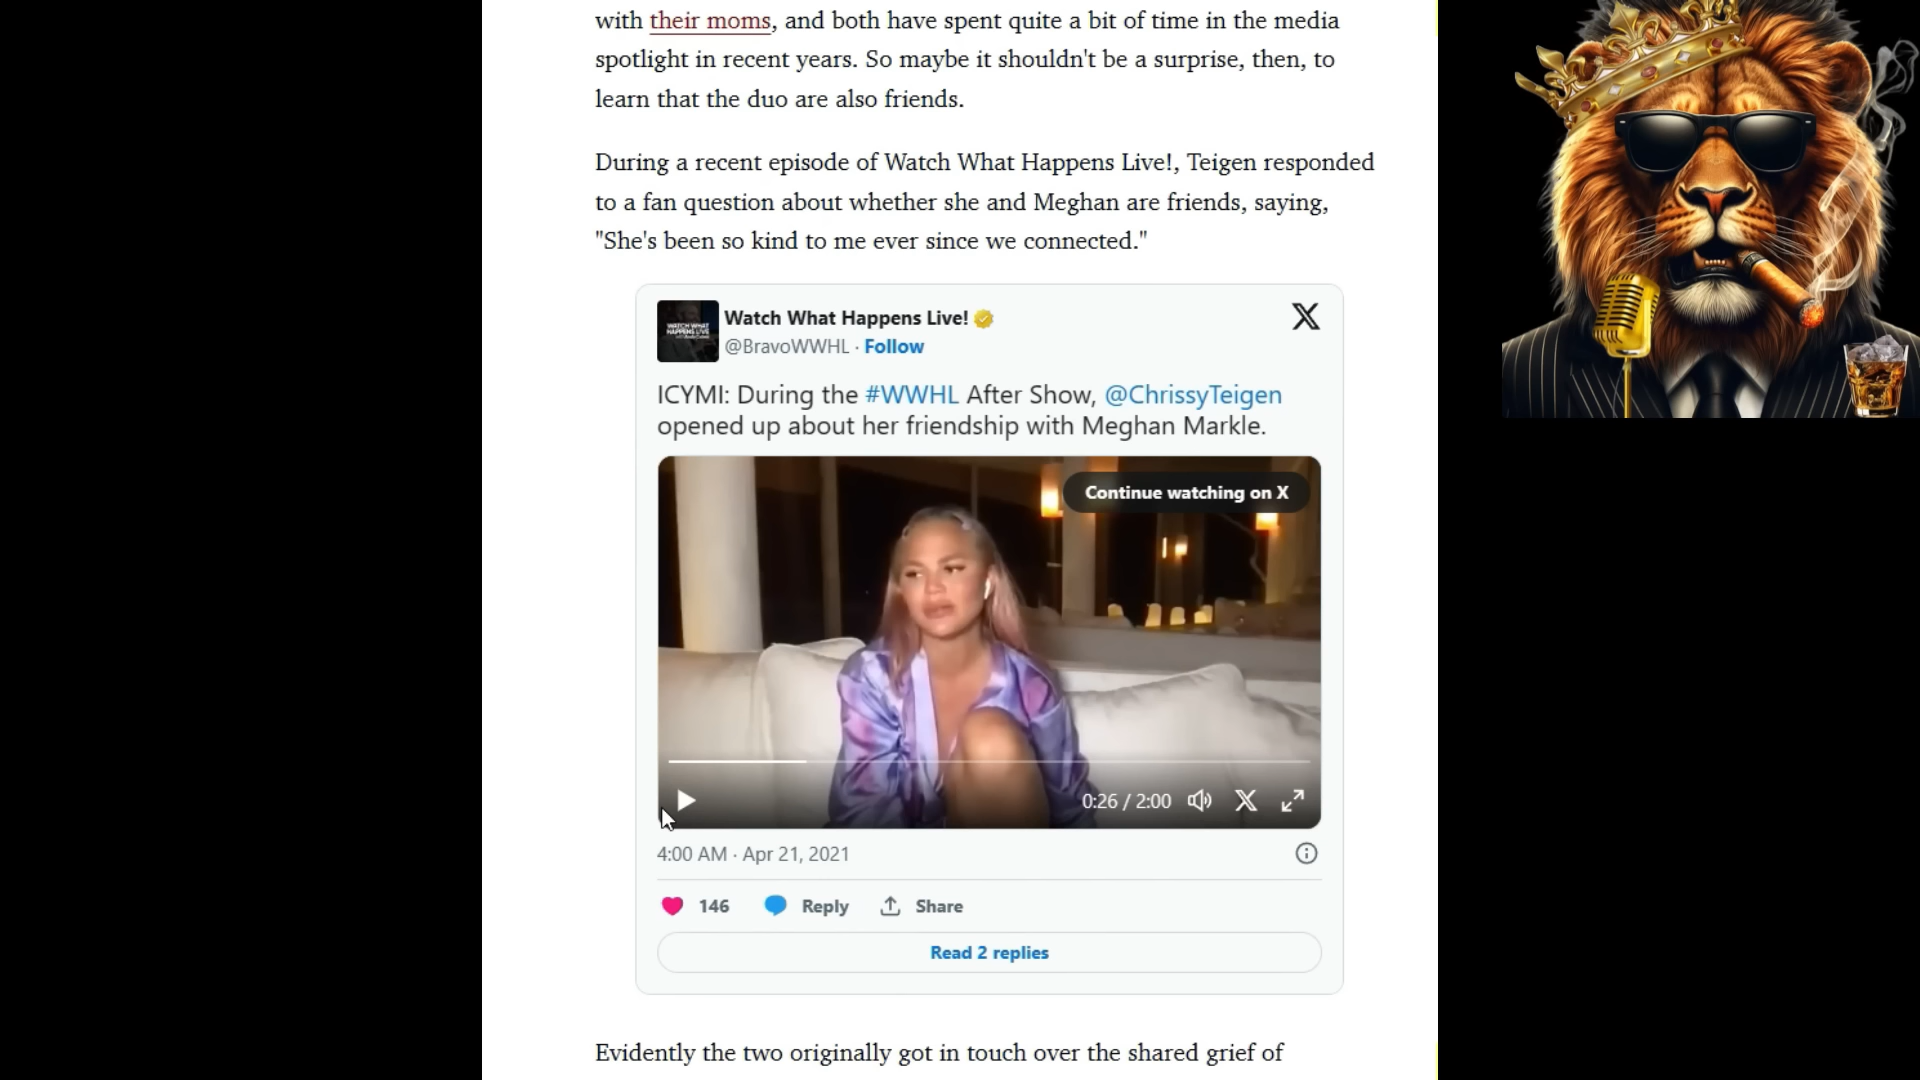 with their moms, and both have spent quite a bit of time in the media
spotlight in recent years. So maybe it shouldn't be a surprise, then, to
learn that the duo are also friends.
During a recent episode of Watch What Happens Live!, Teigen responded
to a fan question about whether she and Meghan are friends, saying,
"She's been so kind to me ever since we connected."
WATCH WHAT
HAPPENS LIVE
Watch What Happens Live!
@BravoWWHL · Follow
ICYMI: During the #WWHL After Show, @ChrissyTeigen
opened up about her friendship with Meghan Markle.
Continue watching on X
0:26 / 2:00
4:00 AM · Apr 21, 2021
146 Reply Share
Read 2 replies
Evidently the two originally got in touch over the shared grief of